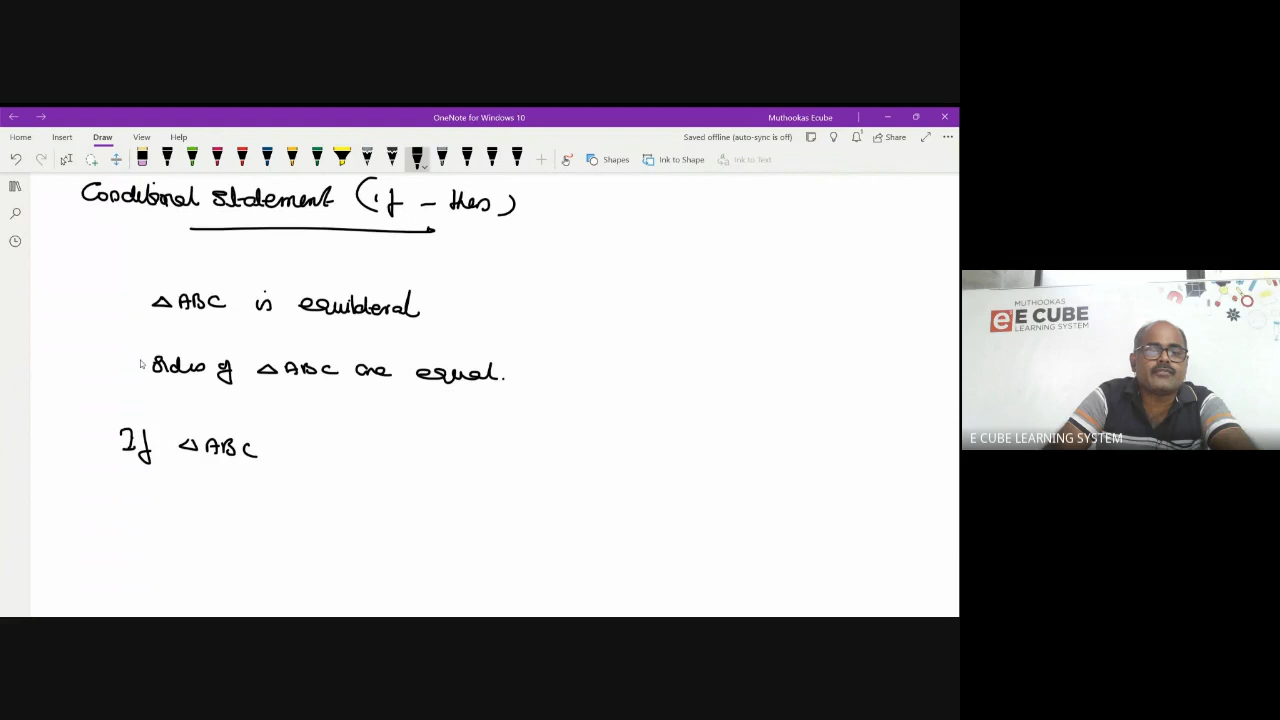 OneNote for Windows 10
Muthookas Ecube
Home Insert Draw View Help
Saved offline (auto-sync is off)
Share
Shapes
Ink to Shape
Ink to Text
Conditional Statement (if - then)
△ABC is equilateral
Sides of △ABC are equal.
If △ABC
MUTHOOKAS
e E CUBE
LEARNING SYSTEM
E CUBE LEARNING SYSTEM